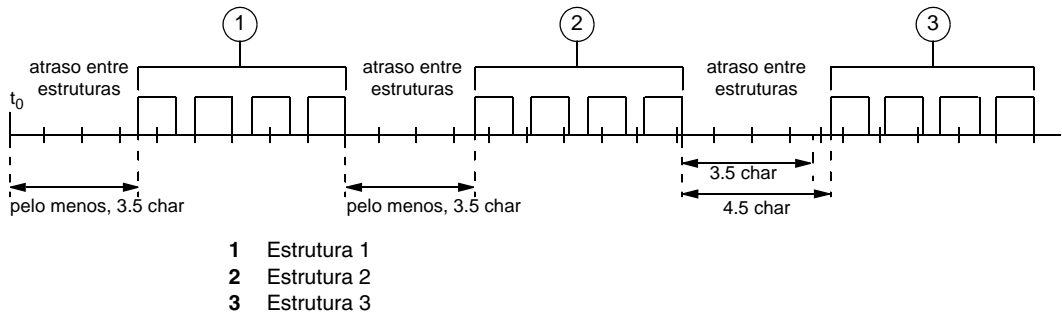 1
2
3
atraso entre
estruturas
atraso entre
estruturas
atraso entre
estruturas
t0
3.5 char
pelo menos, 3.5 char
pelo menos, 3.5 char
4.5 char
1 Estrutura 1
2 Estrutura 2
3 Estrutura 3